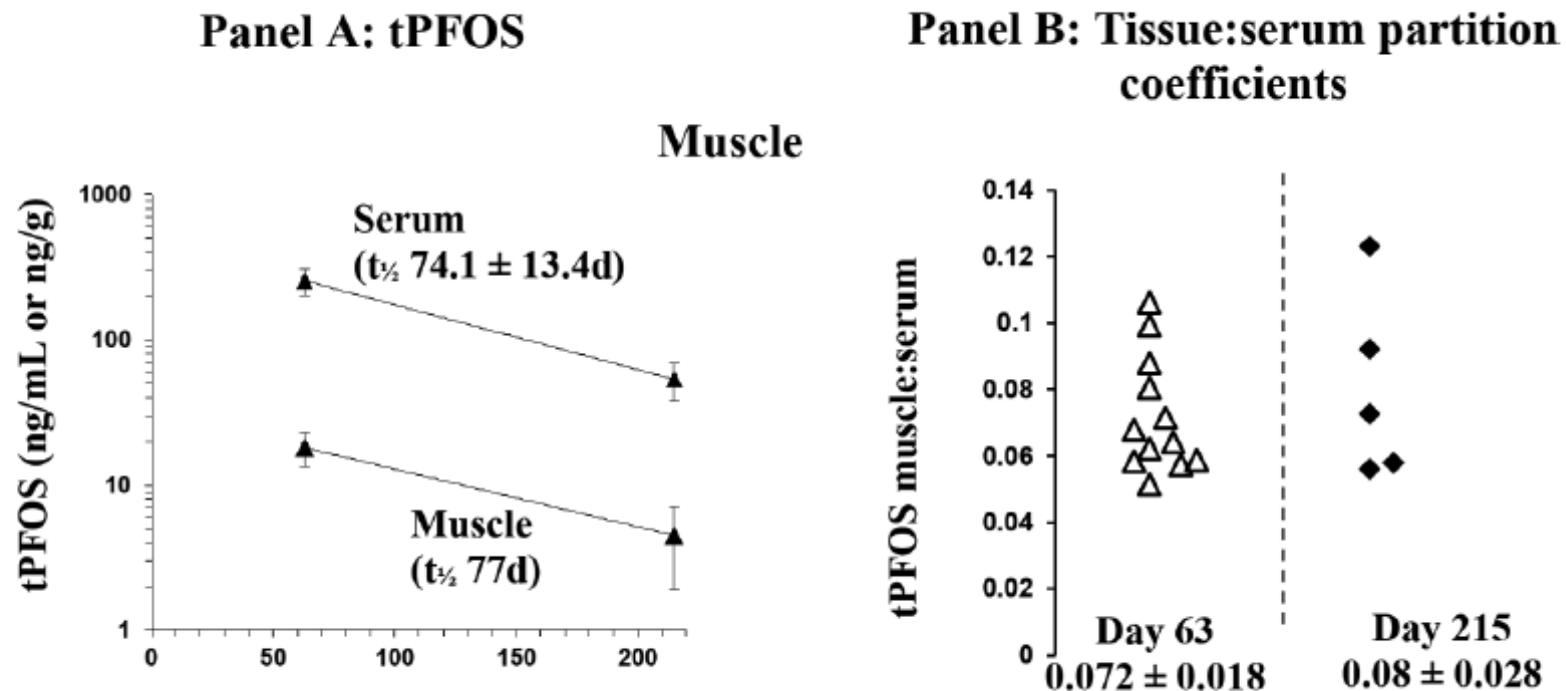 Panel A: tPFOS
Panel B: Tissue:serum partition
coefficients
Muscle
tPFOS (ng/mL or ng/g)
1000
100
10
1
0
50
100
150
200
Serum
(t½ 74.1 ± 13.4d)
Muscle
(t½ 77d)
tPFOS muscle:serum
0.14
0.12
0.1
0.08
0.06
0.04
0.02
0
Day 63
0.072 ± 0.018
Day 215
0.08 ± 0.028